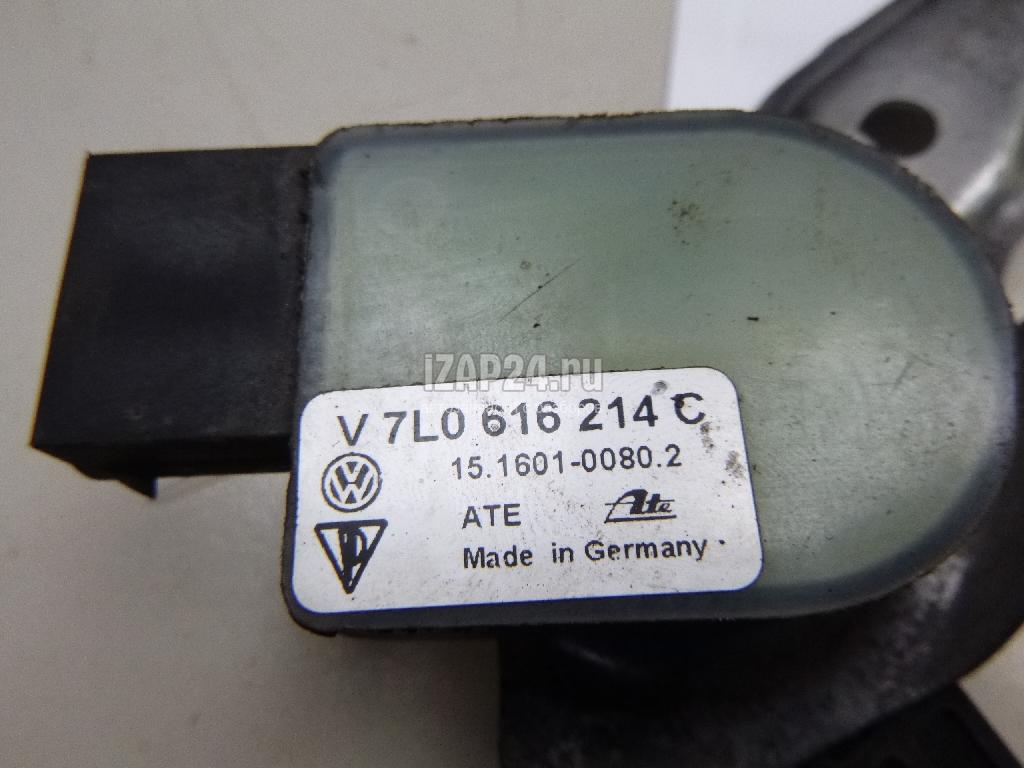 iZAP24.ru
V 7L0 616 214 C
15.1601-0080.2
ATE Ate
Made in Germany